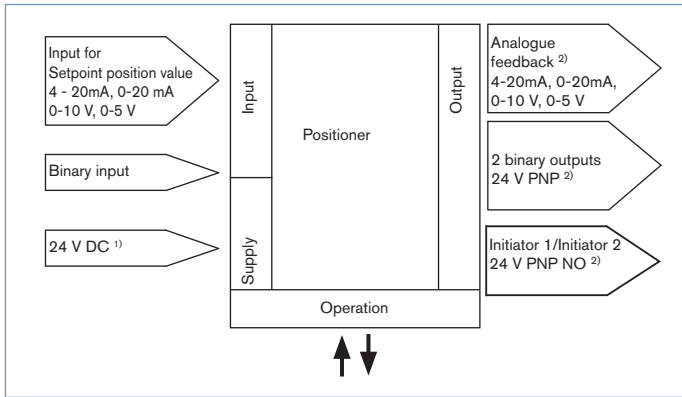 Input for
Setpoint position value
4 - 20mA, 0-20 mA
0-10 V, 0-5 V
Binary input
24 V DC 1)
Input
Supply
Positioner
Operation
Output
Analogue
feedback 2)
4-20mA, 0-20mA,
0-10 V, 0-5 V
2 binary outputs
24 V PNP 2)
Initiator 1/Initiator 2
24 V PNP NO 2)